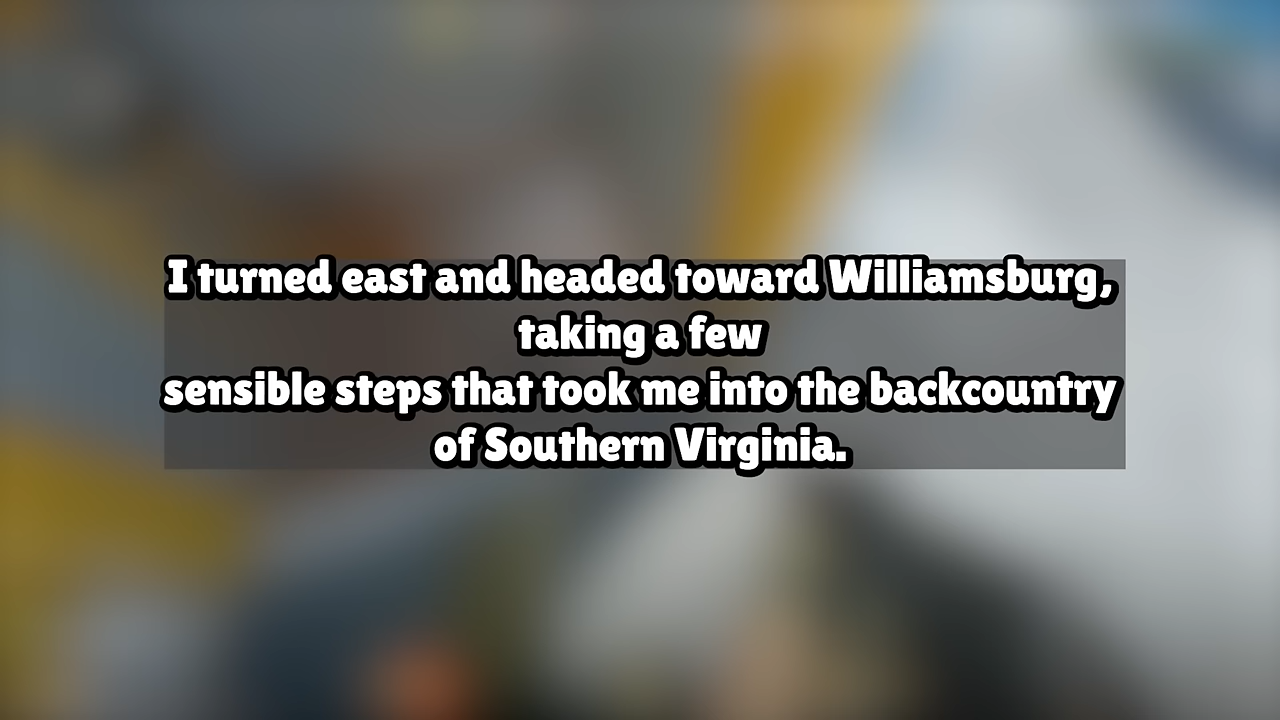 I turned east and headed toward Williamsburg,
taking a few
sensible steps that took me into the backcountry
of Southern Virginia.